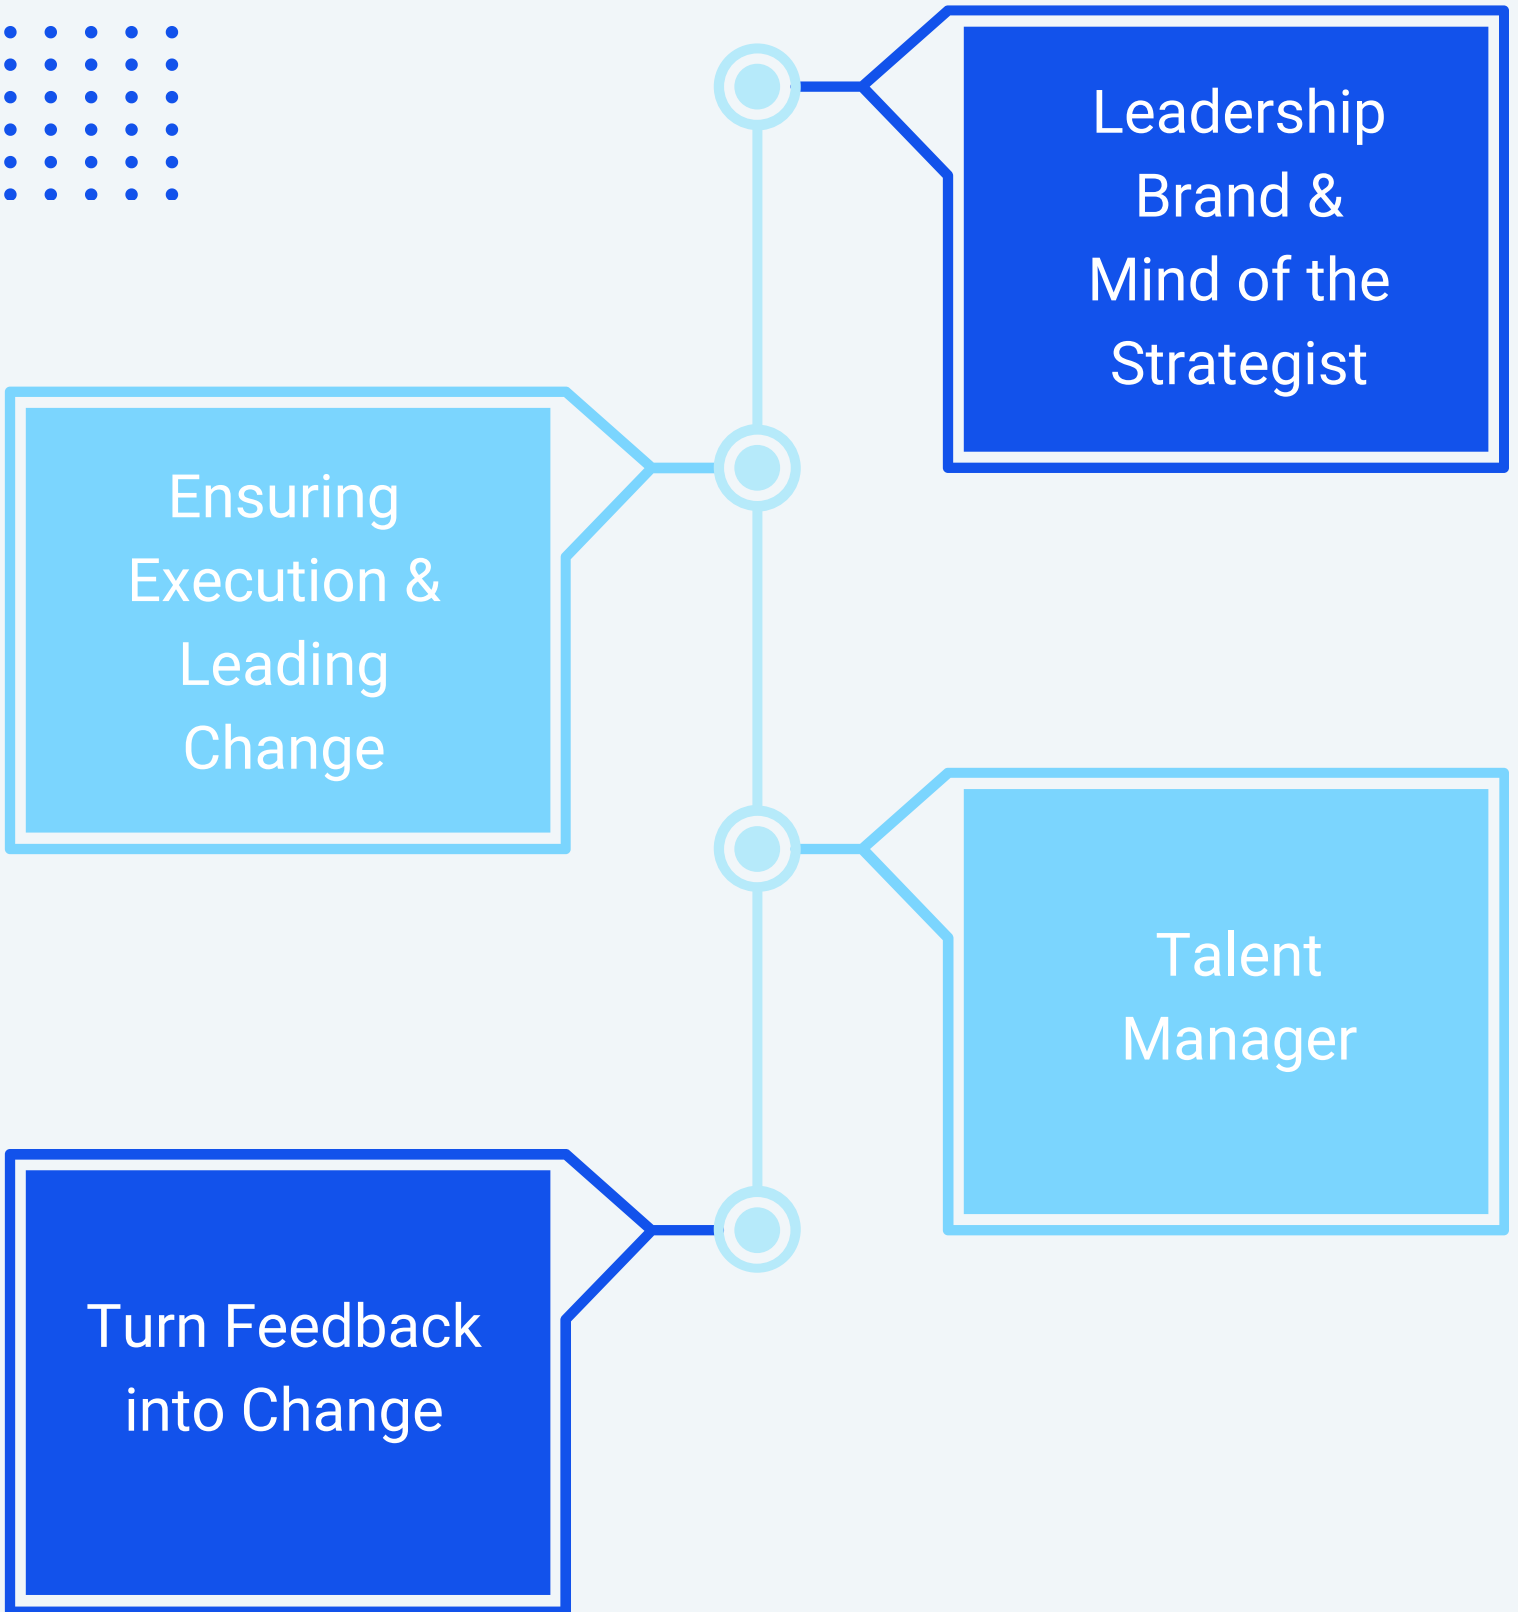 Leadership
Brand &
Mind of the
Strategist
Ensuring
Execution &
Leading
Change
Talent
Manager
Turn Feedback
into Change